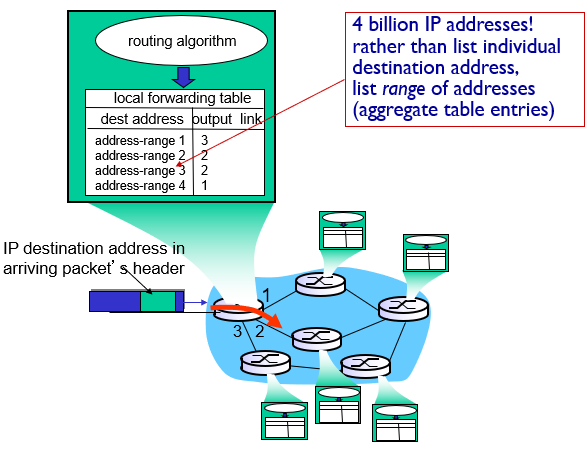 routing algorithm
local forwarding table
dest address output link
address-range 1 3
address-range 2 2
address-range 3 2
address-range 4 1
4 billion IP addresses!
rather than list individual
destination address,
list range of addresses
(aggregate table entries)
IP destination address in
arriving packet’s header
1
3 2